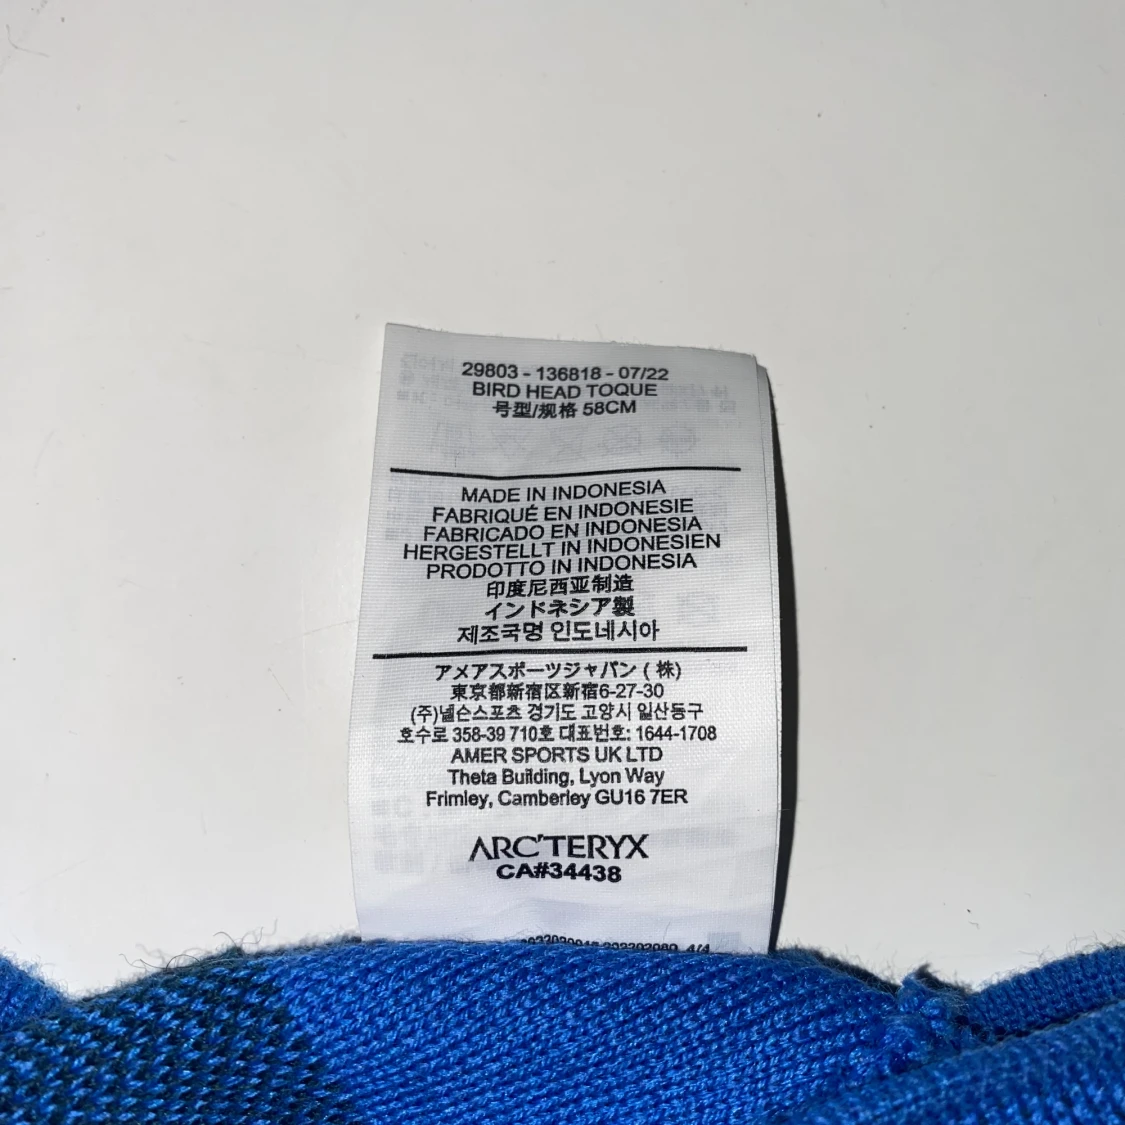 29803 - 136818 - 07/22
BIRD HEAD TOQUE
号型/规格 58CM
MADE IN INDONESIA
FABRIQUÉ EN INDONESIE
FABRICADO EN INDONESIA
HERGESTELLT IN INDONESIEN
PRODOTTO IN INDONESIA
印度尼西亚制造
インドネシア製
제조국명 인도네시아
アメアスポーツジャパン ( 株)
東京都新宿区新宿6-27-30
(주)넬슨스포츠 경기도 고양시 일산동구
호수로 358-39 710호 대표번호: 1644-1708
AMER SPORTS UK LTD
Theta Building, Lyon Way
Frimley, Camberley GU16 7ER
ARC'TERYX
CA#34438
4/4